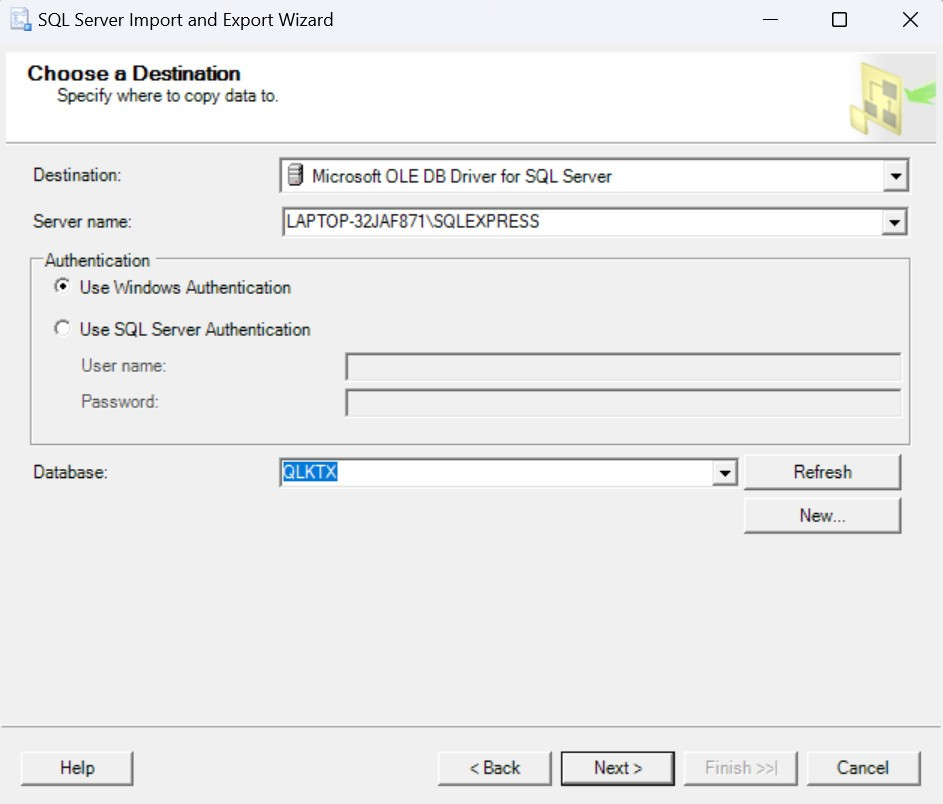 SQL Server Import and Export Wizard
Choose a Destination
Specify where to copy data to.
Destination: Microsoft OLE DB Driver for SQL Server
Server name: LAPTOP-32JAF871\SQLEXPRESS
Authentication
Use Windows Authentication
Use SQL Server Authentication
User name:
Password:
Database: QLKTX Refresh
New...
Help < Back Next > Finish >>| Cancel